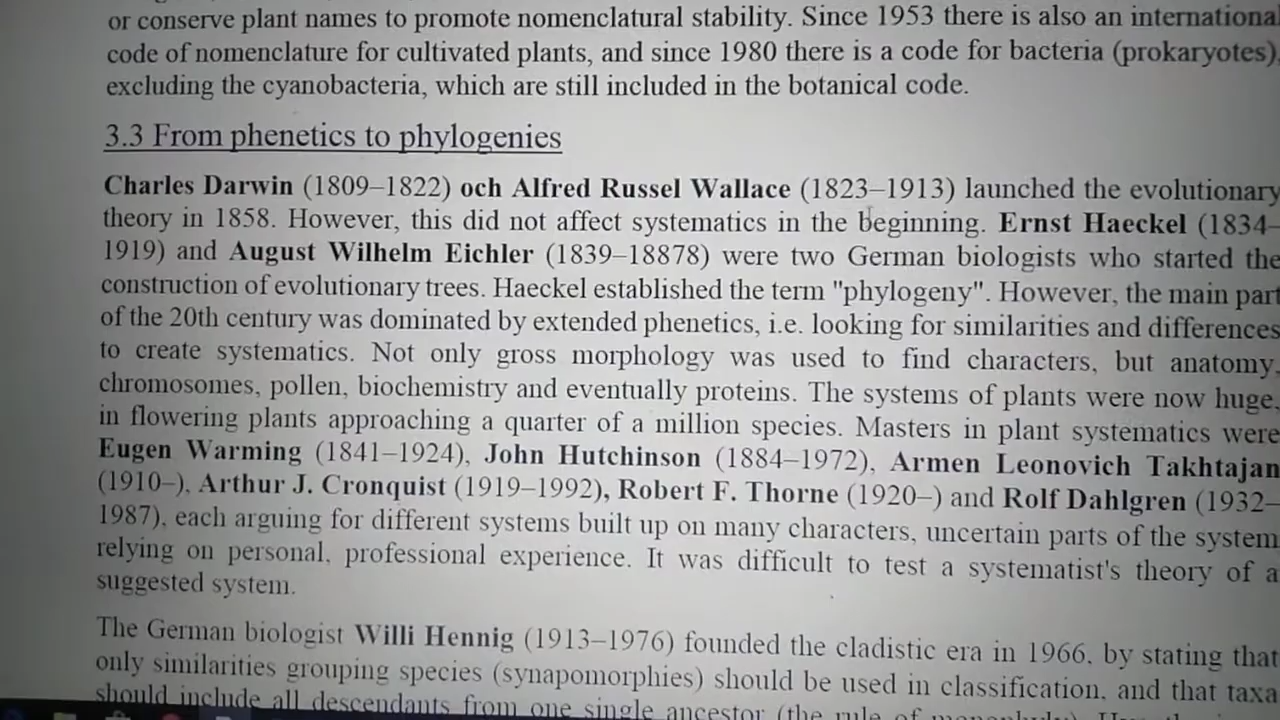 or conserve plant names to promote nomenclatural stability. Since 1953 there is also an international
code of nomenclature for cultivated plants, and since 1980 there is a code for bacteria (prokaryotes),
excluding the cyanobacteria, which are still included in the botanical code.
3.3 From phenetics to phylogenies
Charles Darwin (1809–1822) och Alfred Russel Wallace (1823–1913) launched the evolutionary
theory in 1858. However, this did not affect systematics in the beginning. Ernst Haeckel (1834–
1919) and August Wilhelm Eichler (1839–18878) were two German biologists who started the
construction of evolutionary trees. Haeckel established the term "phylogeny". However, the main part
of the 20th century was dominated by extended phenetics, i.e. looking for similarities and differences
to create systematics. Not only gross morphology was used to find characters, but anatomy,
chromosomes, pollen, biochemistry and eventually proteins. The systems of plants were now huge,
in flowering plants approaching a quarter of a million species. Masters in plant systematics were
Eugen Warming (1841–1924), John Hutchinson (1884–1972), Armen Leonovich Takhtajan
(1910–), Arthur J. Cronquist (1919–1992), Robert F. Thorne (1920–) and Rolf Dahlgren (1932–
1987), each arguing for different systems built up on many characters, uncertain parts of the system
relying on personal, professional experience. It was difficult to test a systematist's theory of a
suggested system.
The German biologist Willi Hennig (1913–1976) founded the cladistic era in 1966, by stating that
only similarities grouping species (synapomorphies) should be used in classification, and that taxa
should include all descendants from one single ancestor (the rule of